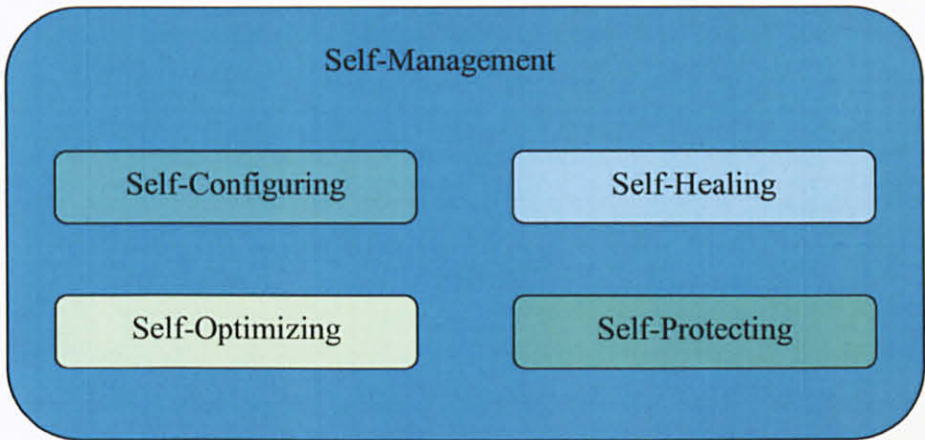 Self-Management
Self-Configuring
Self-Healing
Self-Optimizing
Self-Protecting